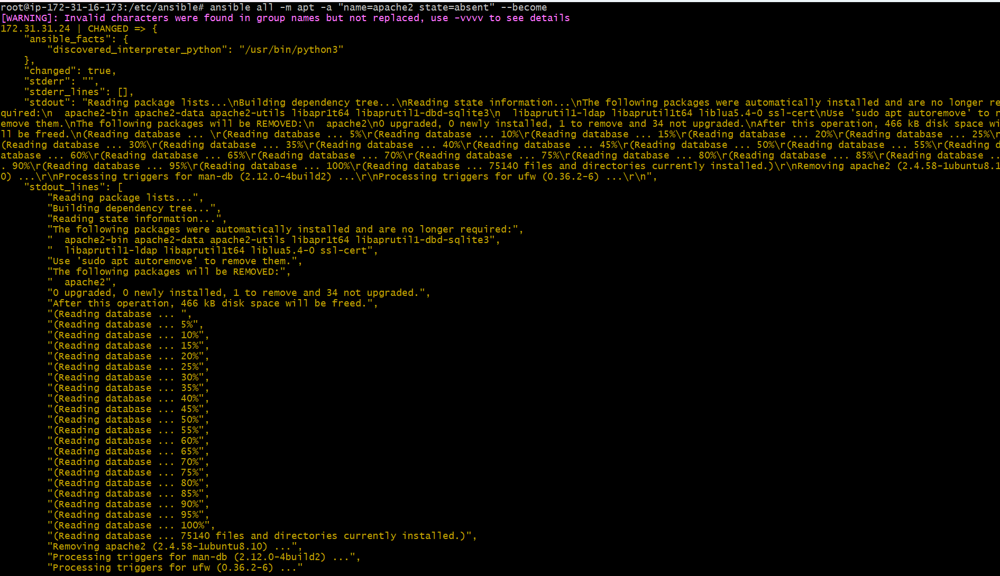 root@ip-172-31-16-173:/etc/ansible# ansible all -m apt -a "name=apache2 state=absent" --become
[WARNING]: Invalid characters were found in group names but not replaced, use -vvvv to see details
172.31.31.24 | CHANGED => {
    "ansible_facts": {
        "discovered_interpreter_python": "/usr/bin/python3"
    },
    "changed": true,
    "stderr": "",
    "stderr_lines": [],
    "stdout": "Reading package lists...\nBuilding dependency tree...\nReading state information...\nThe following packages were automatically installed and are no longer re
quired:\n  apache2-bin apache2-data apache2-utils libapr1t64 libaprutil1-dbd-sqlite3\n  libaprutil1-ldap libaprutil1t64 liblua5.4-0 ssl-cert\nUse 'sudo apt autoremove' to r
emove them.\nThe following packages will be REMOVED:\n  apache2\n0 upgraded, 0 newly installed, 1 to remove and 34 not upgraded.\nAfter this operation, 466 kB disk space wi
ll be freed.\n(Reading database ... \r(Reading database ... 5%\r(Reading database ... 10%\r(Reading database ... 15%\r(Reading database ... 20%\r(Reading database ... 25%\r
(Reading database ... 30%\r(Reading database ... 35%\r(Reading database ... 40%\r(Reading database ... 45%\r(Reading database ... 50%\r(Reading database ... 55%\r(Reading d
atabase ... 60%\r(Reading database ... 65%\r(Reading database ... 70%\r(Reading database ... 75%\r(Reading database ... 80%\r(Reading database ... 85%\r(Reading database ..
. 90%\r(Reading database ... 95%\r(Reading database ... 100%\r(Reading database ... 75140 files and directories currently installed.)\r\nRemoving apache2 (2.4.58-1ubuntu8.1
0) ...\r\nProcessing triggers for man-db (2.12.0-4build2) ...\r\nProcessing triggers for ufw (0.36.2-6) ...\r\n",
    "stdout_lines": [
        "Reading package lists...",
        "Building dependency tree...",
        "Reading state information...",
        "The following packages were automatically installed and are no longer required:",
        "  apache2-bin apache2-data apache2-utils libapr1t64 libaprutil1-dbd-sqlite3",
        "  libaprutil1-ldap libaprutil1t64 liblua5.4-0 ssl-cert",
        "Use 'sudo apt autoremove' to remove them.",
        "The following packages will be REMOVED:",
        "  apache2",
        "0 upgraded, 0 newly installed, 1 to remove and 34 not upgraded.",
        "After this operation, 466 kB disk space will be freed.",
        "(Reading database ... ",
        "(Reading database ... 5%",
        "(Reading database ... 10%",
        "(Reading database ... 15%",
        "(Reading database ... 20%",
        "(Reading database ... 25%",
        "(Reading database ... 30%",
        "(Reading database ... 35%",
        "(Reading database ... 40%",
        "(Reading database ... 45%",
        "(Reading database ... 50%",
        "(Reading database ... 55%",
        "(Reading database ... 60%",
        "(Reading database ... 65%",
        "(Reading database ... 70%",
        "(Reading database ... 75%",
        "(Reading database ... 80%",
        "(Reading database ... 85%",
        "(Reading database ... 90%",
        "(Reading database ... 95%",
        "(Reading database ... 100%",
        "(Reading database ... 75140 files and directories currently installed.)",
        "Removing apache2 (2.4.58-1ubuntu8.10) ...",
        "Processing triggers for man-db (2.12.0-4build2) ...",
        "Processing triggers for ufw (0.36.2-6) ..."